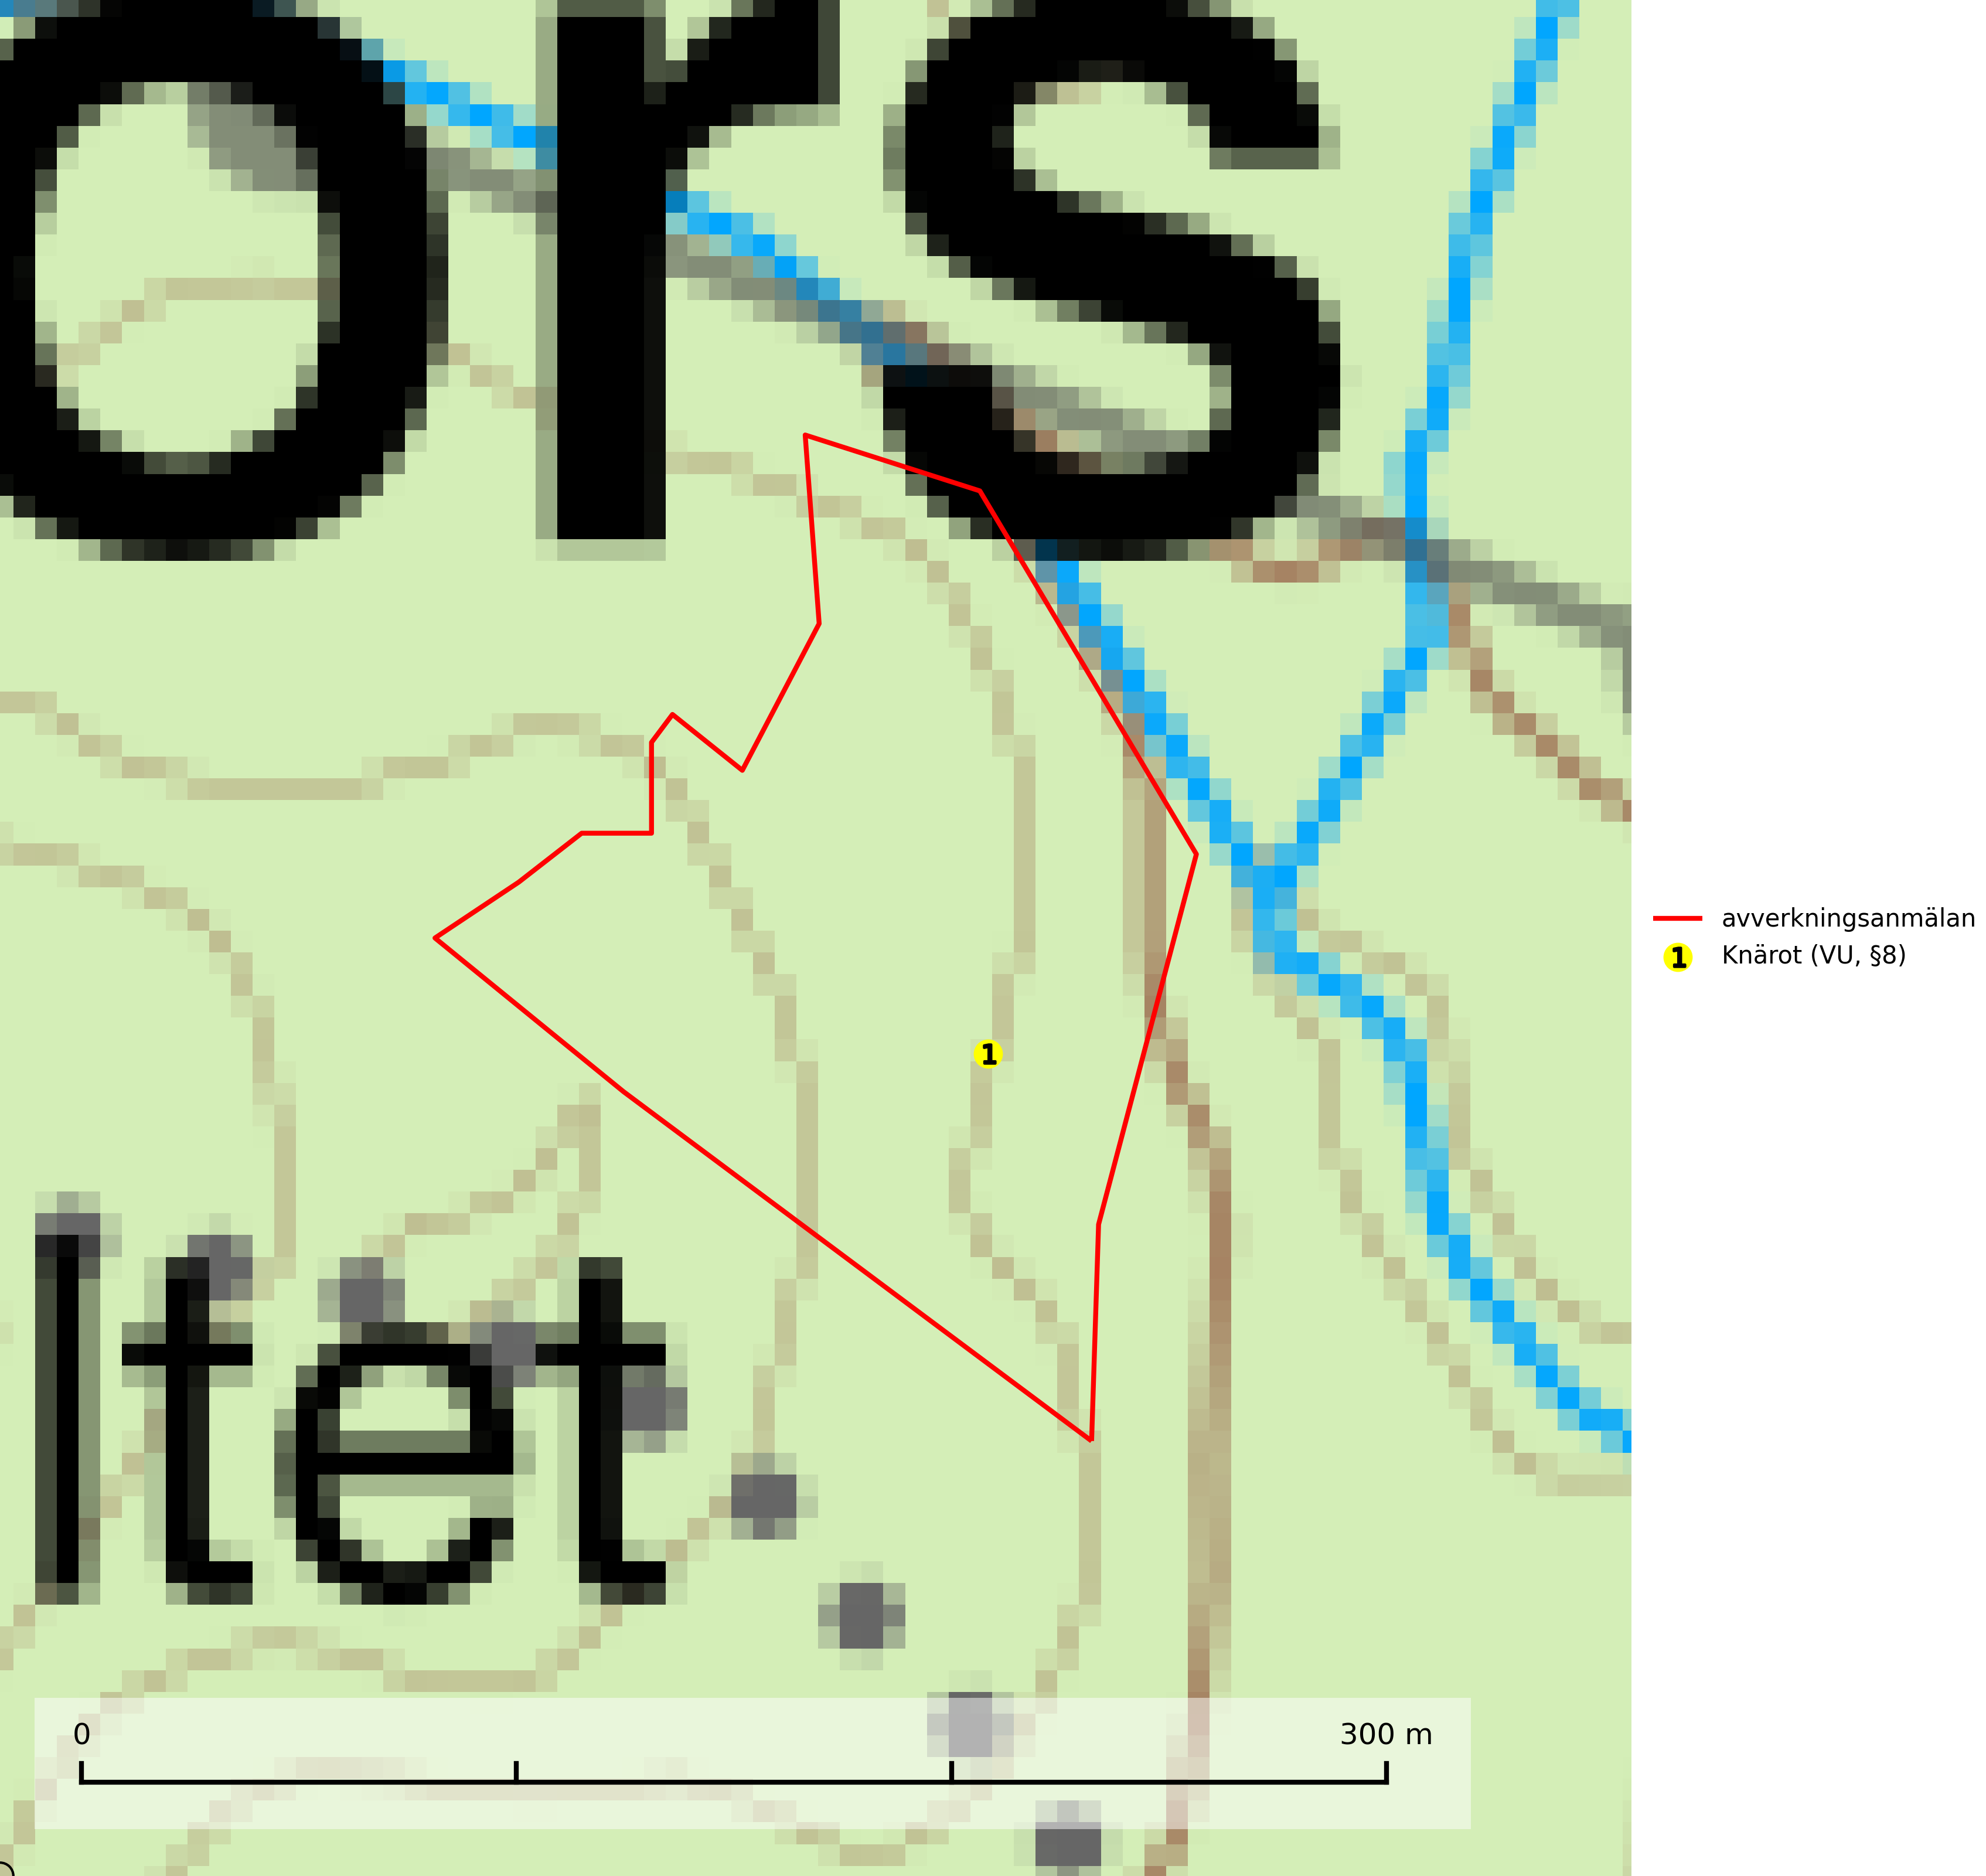 ors
ltet
1
0
300 m
avverkningsanmälan
1 Knärot (VU, §8)